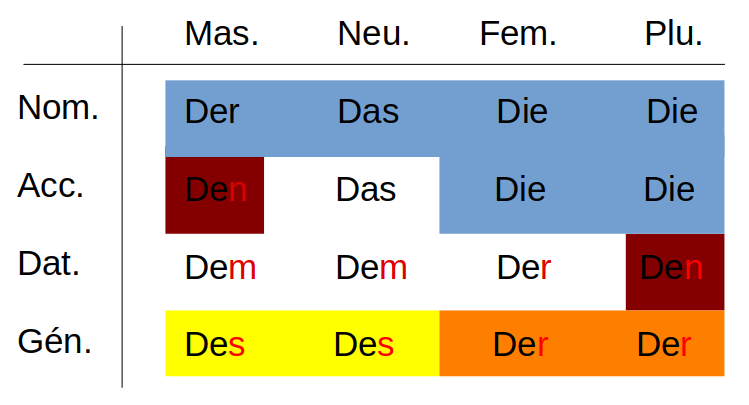 Mas. Neu. Fem. Plu.
Nom. Der Das Die Die
Acc. Den Das Die Die
Dat. Dem Dem Der Den
Gén. Des Des Der Der